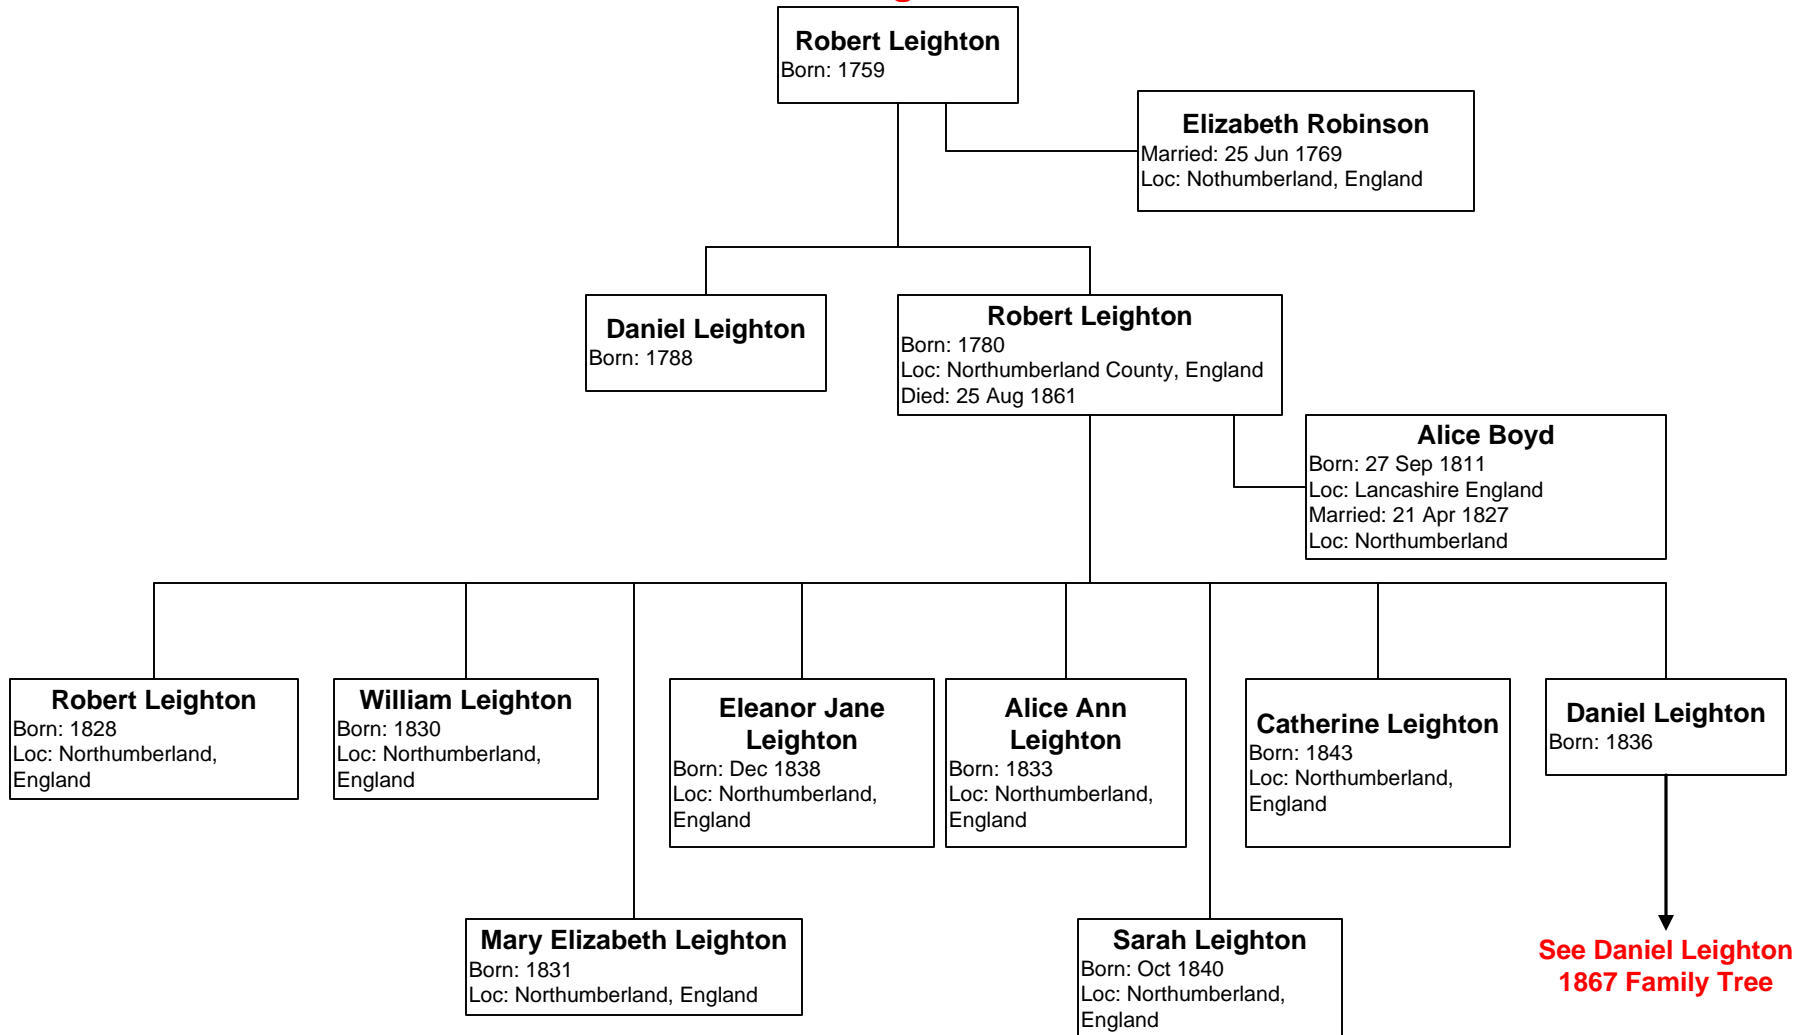 Robert Leighton
Born: 1759
Elizabeth Robinson
Married: 25 Jun 1769
Loc: Nothumberland, England
Daniel Leighton
Born: 1788
Robert Leighton
Born: 1780
Loc: Northumberland County, England
Died: 25 Aug 1861
Alice Boyd
Born: 27 Sep 1811
Loc: Lancashire England
Married: 21 Apr 1827
Loc: Northumberland
Robert Leighton
Born: 1828
Loc: Northumberland,
England
William Leighton
Born: 1830
Loc: Northumberland,
England
Eleanor Jane
Leighton
Born: Dec 1838
Loc: Northumberland,
England
Alice Ann
Leighton
Born: 1833
Loc: Northumberland,
England
Catherine Leighton
Born: 1843
Loc: Northumberland,
England
Daniel Leighton
Born: 1836
Mary Elizabeth Leighton
Born: 1831
Loc: Northumberland, England
Sarah Leighton
Born: Oct 1840
Loc: Northumberland,
England
See Daniel Leighton
1867 Family Tree